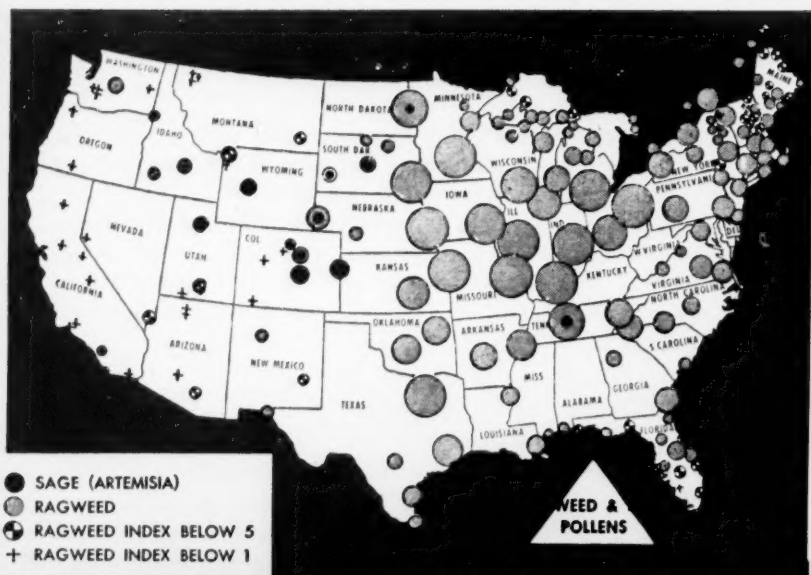 WASHINGTON
MAINE
MONTANA
NORTH DAKOTA
MINNESOTA
OREGON
IDAHO
SOUTH DAK
WISCONSIN
NEW YORK
WYOMING
PENNSYLVANIA
NEBRASKA
IOWA
ILL
IND
DEL
NEVADA
UTAH
COL
W VIRGINIA
KANSAS
MISSOURI
KENTUCKY
VIRGINIA
CALIFORNIA
NORTH CAROLINA
OKLAHOMA
ARKANSAS
TENN
S CAROLINA
ARIZONA
NEW MEXICO
MISS
GEORGIA
TEXAS
ALABAMA
LOUISIANA
FLORIDA
SAGE (ARTEMISIA)
RAGWEED
RAGWEED INDEX BELOW 5
RAGWEED INDEX BELOW 1
WEED &
POLLENS